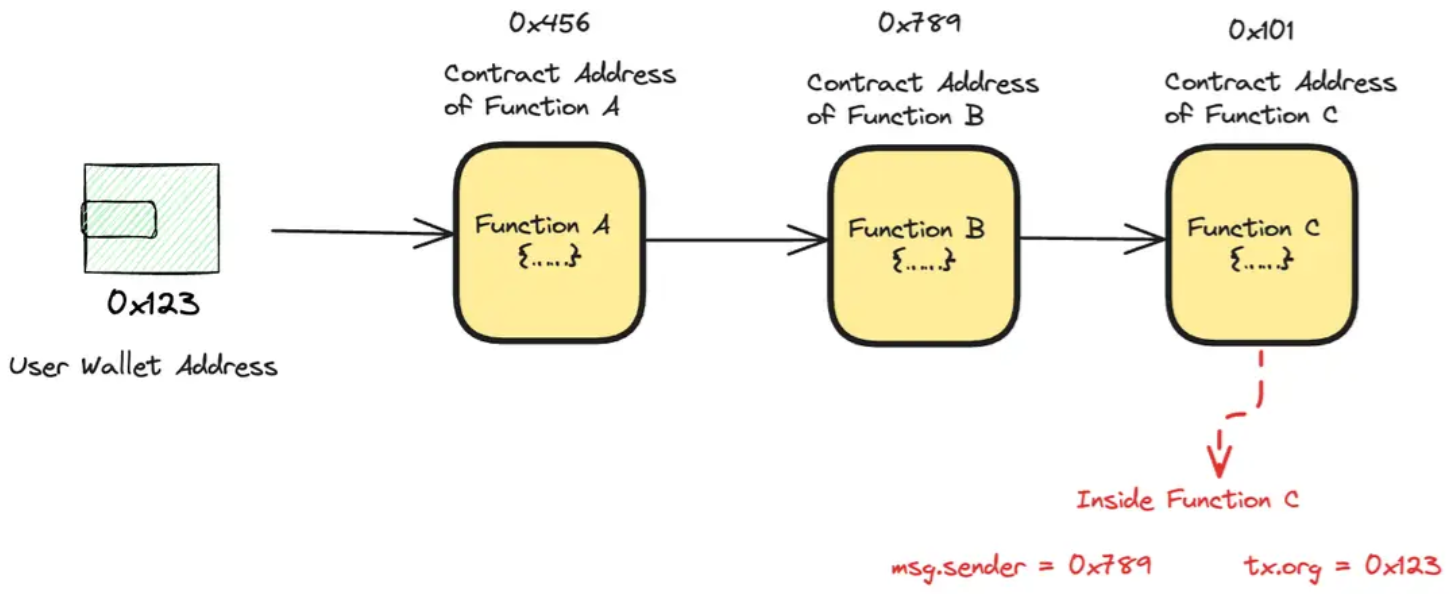 0x456
Contract Address
of Function A
0x789
Contract Address
of Function B
0x101
Contract Address
of Function C
Function A
{.....}
Function B
{.....}
Function C
{.....}
0x123
User Wallet Address
Inside Function C
msg.sender = 0x789
tx.org = 0x123